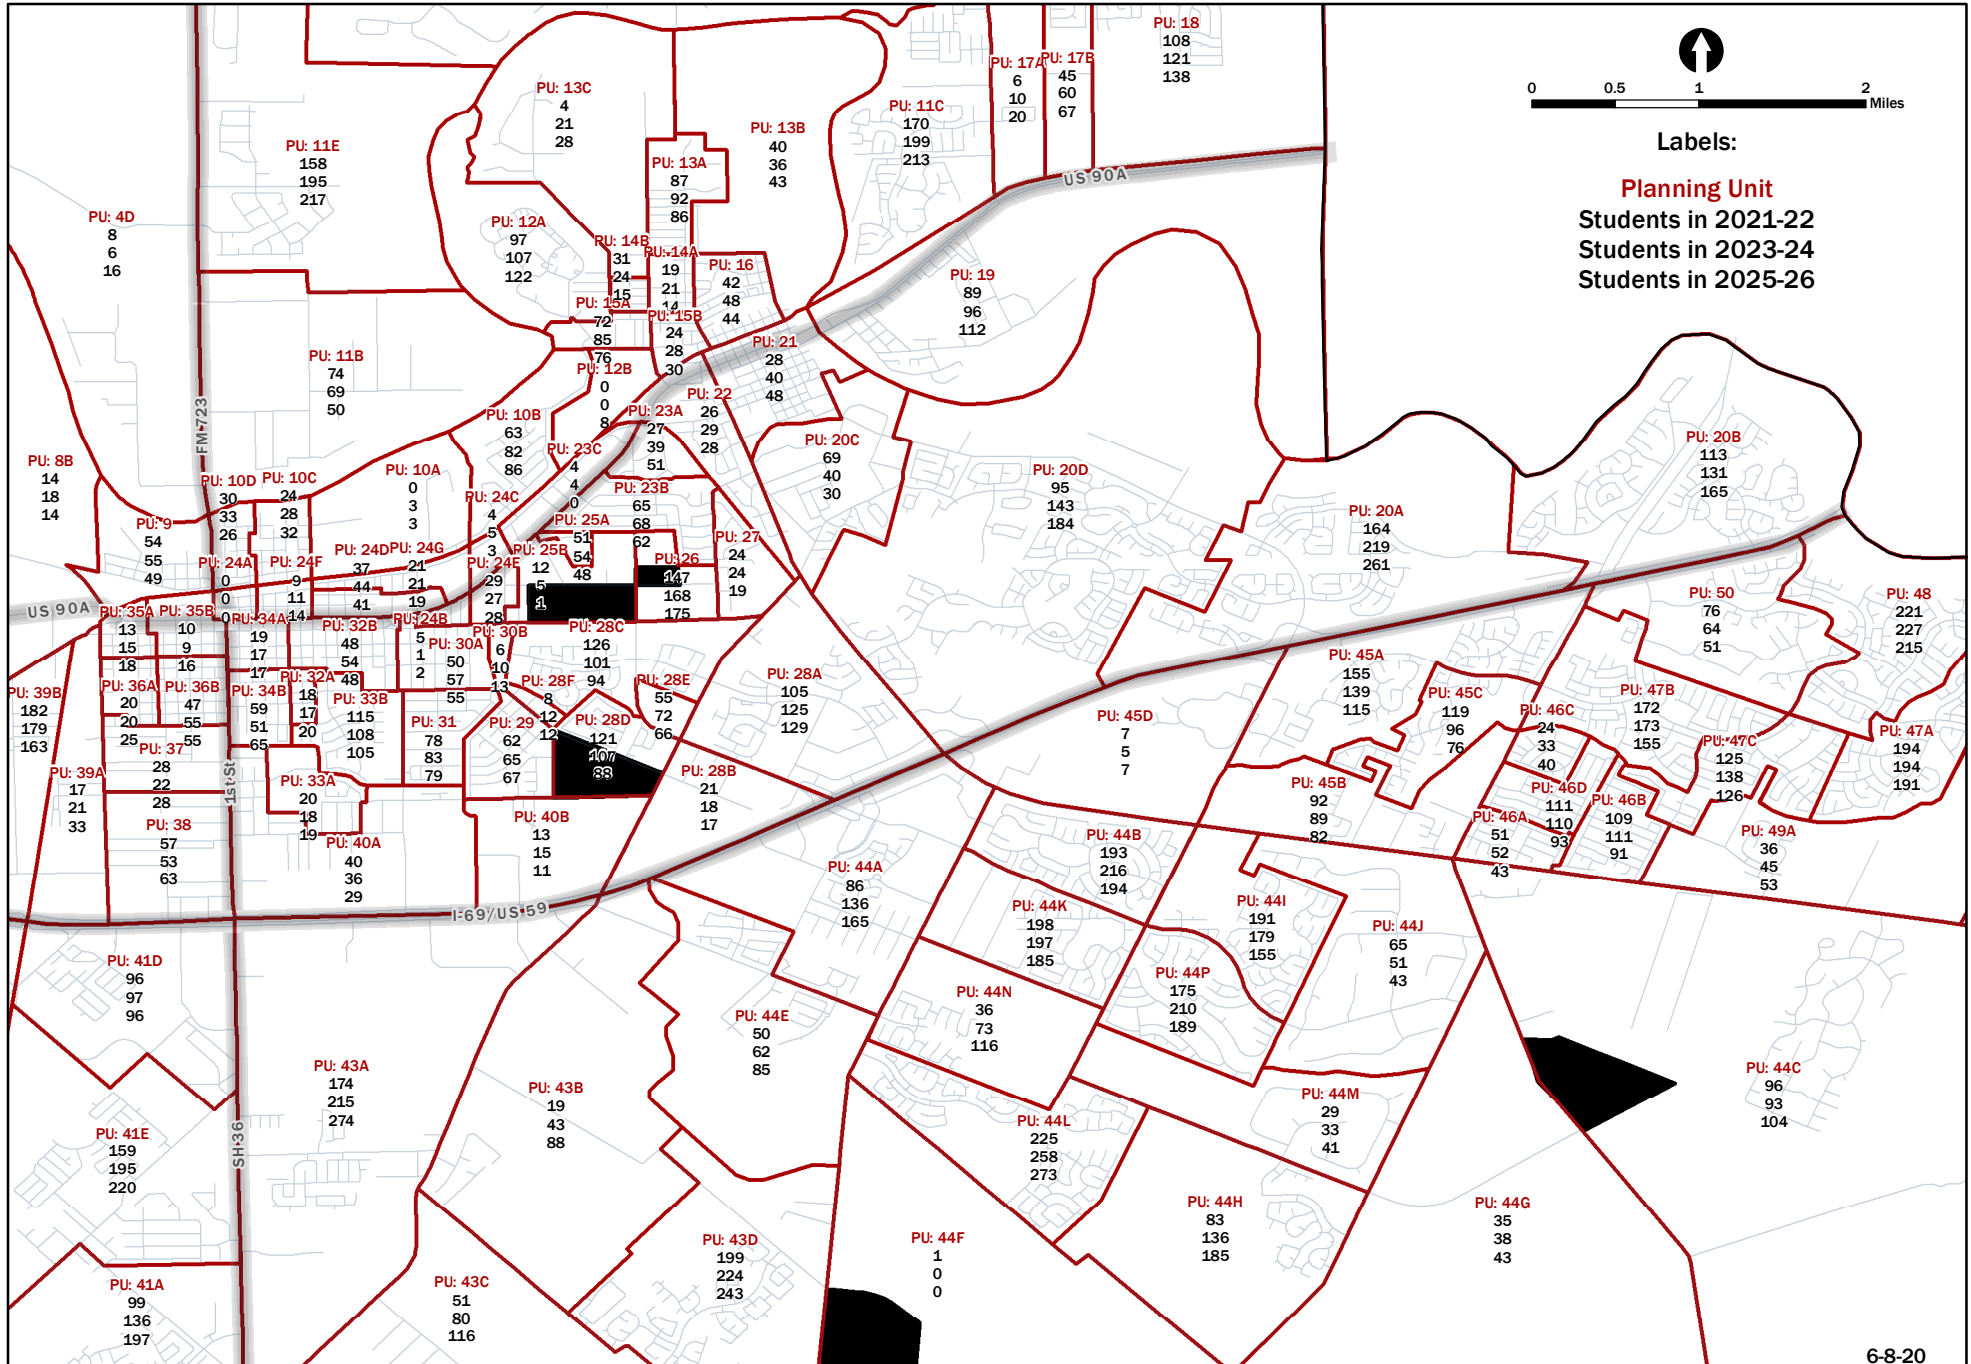 PU: 18
108
121
138
PU: 17A
6
10
20
PU: 17B
45
60
67
0
0.5
1
2
Miles
Labels:
Planning Unit
Students in 2021-22
Students in 2023-24
Students in 2025-26
PU: 13C
4
21
28
PU: 11C
170
199
213
PU: 13B
40
36
43
PU: 11E
158
195
217
PU: 13A
87
92
86
US 90A
PU: 4D
8
6
16
PU: 12A
97
107
122
PU: 14B
31
24
15
PU: 14A
19
21
14
PU: 16
42
48
44
PU: 19
89
96
112
PU: 15A
72
85
76
PU: 15B
24
28
30
PU: 21
28
40
48
PU: 11B
74
69
50
PU: 12B
0
0
8
FM 723
PU: 10B
63
82
86
PU: 23A
27
39
51
PU: 22
26
29
28
PU: 20C
69
40
30
PU: 20B
113
131
165
PU: 23C
4
4
0
PU: 8B
14
18
14
PU: 10D
30
33
26
PU: 10C
24
28
32
PU: 10A
0
3
3
PU: 20D
95
143
184
PU: 24C
4
5
3
PU: 23B
65
68
62
PU: 20A
164
219
261
PU: 9
54
55
49
PU: 25A
51
54
48
PU: 27
24
24
19
PU: 24D
37
44
41
PU: 24G
21
21
19
PU: 25B
12
5
1
PU: 26
147
168
175
PU: 24A
0
0
0
PU: 24F
9
11
14
PU: 24E
29
27
28
PU: 50
76
64
51
PU: 48
221
227
215
US 90A
PU: 35A
13
15
18
PU: 35B
10
9
16
PU: 34A
19
17
17
PU: 32B
48
54
48
PU: 24B
5
1
2
PU: 30A
50
57
55
PU: 30B
6
10
13
PU: 28C
126
101
94
PU: 45A
155
139
115
PU: 28A
105
125
129
PU: 39B
182
179
163
PU: 36A
20
20
25
PU: 36B
47
55
55
PU: 34B
59
51
65
PU: 32A
18
17
20
PU: 33B
115
108
105
PU: 28F
8
12
12
PU: 28E
55
72
66
PU: 45C
119
96
76
PU: 47B
172
173
155
PU: 31
78
83
79
PU: 29
62
65
67
PU: 28D
121
107
88
PU: 45D
7
5
7
PU: 46C
24
33
40
PU: 47C
125
138
126
PU: 47A
194
194
191
PU: 37
28
22
28
1st St
PU: 39A
17
21
33
PU: 33A
20
18
19
PU: 28B
21
18
17
PU: 45B
92
89
82
PU: 46D
111
110
93
PU: 46B
109
111
91
PU: 38
57
53
63
PU: 40B
13
15
11
PU: 46A
51
52
43
PU: 49A
36
45
53
PU: 40A
40
36
29
PU: 44B
193
216
194
PU: 44A
86
136
165
I-69/US 59
PU: 44K
198
197
185
PU: 44I
191
179
155
PU: 44J
65
51
43
PU: 41D
96
97
96
PU: 44P
175
210
189
PU: 44N
36
73
116
PU: 44E
50
62
85
PU: 43A
174
215
274
PU: 43B
19
43
88
PU: 44C
96
93
104
PU: 44M
29
33
41
PU: 44L
225
258
273
PU: 41E
159
195
220
SH 36
PU: 44H
83
136
185
PU: 44G
35
38
43
PU: 43D
199
224
243
PU: 44F
1
0
0
PU: 41A
99
136
197
PU: 43C
51
80
116
6-8-20